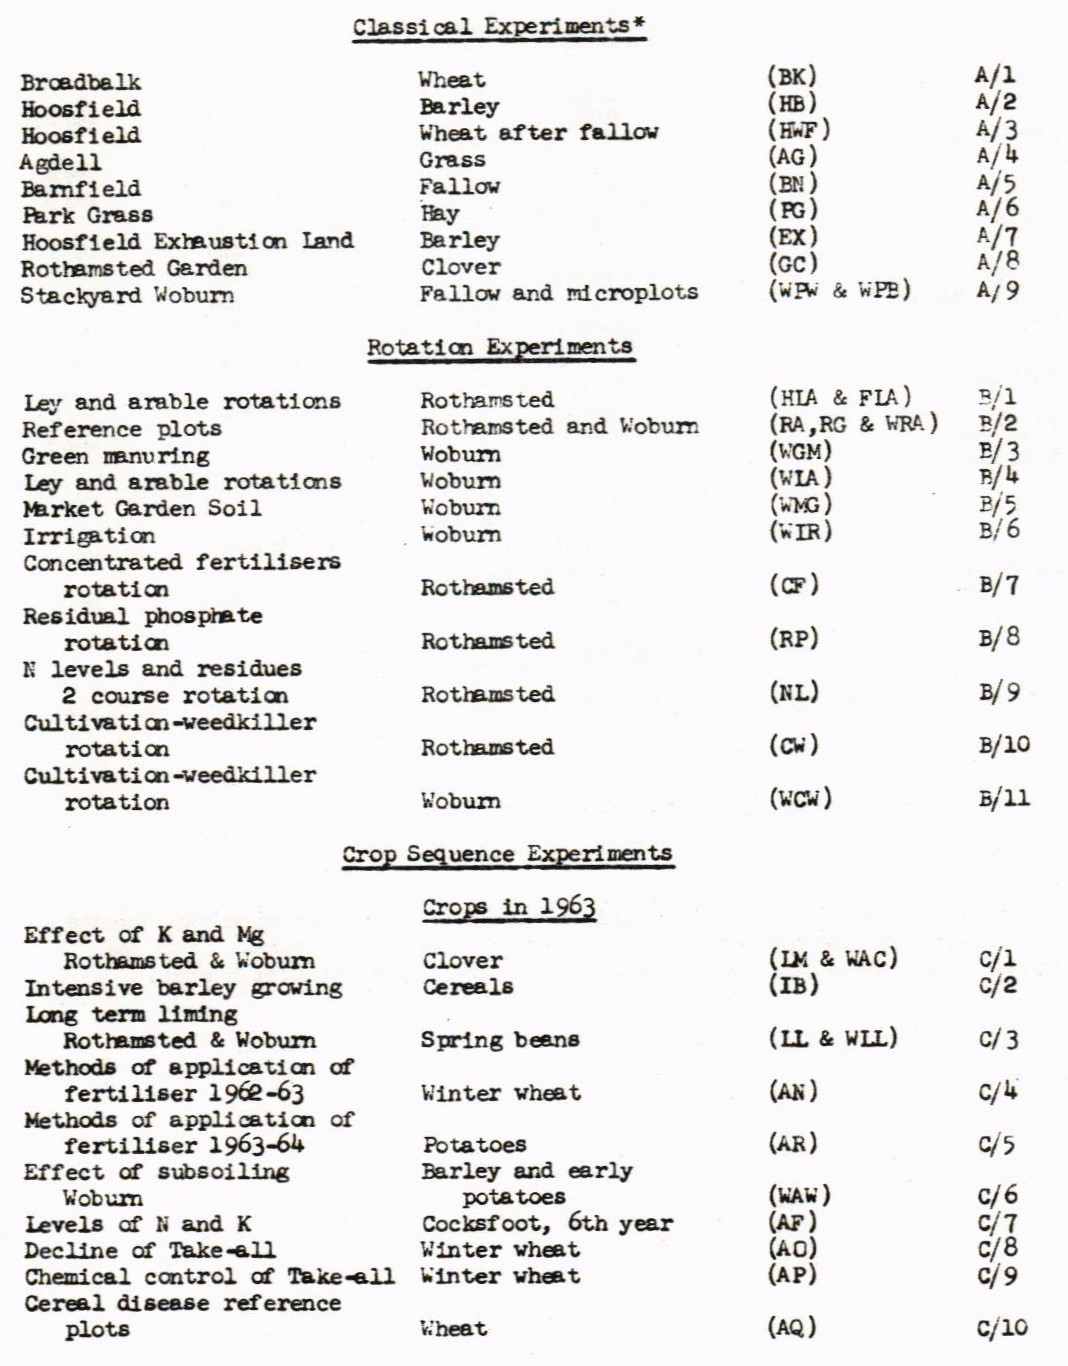 Classical Experiments*
Broadbalk Wheat (BK) A/1
Hoosfield Barley (HB) A/2
Hoosfield Wheat after fallow (HWF) A/3
Agdell Grass (AG) A/4
Barnfield Fallow (BN) A/5
Park Grass Hay (PG) A/6
Hoosfield Exhaustion Land Barley (EX) A/7
Rothamsted Garden Clover (GC) A/8
Stackyard Woburn Fallow and microplots (WPW & WPB) A/9
Rotation Experiments
Ley and arable rotations Rothamsted (HLA & FLA) B/1
Reference plots Rothamsted and Woburn (RA,RG & WRA) B/2
Green manuring Woburn (WGM) B/3
Ley and arable rotations Woburn (WLA) B/4
Market Garden Soil Woburn (WMG) B/5
Irrigation Woburn (WIR) B/6
Concentrated fertilisers
rotation Rothamsted (CF) B/7
Residual phosphate
rotation Rothamsted (RP) B/8
N levels and residues
2 course rotation Rothamsted (NL) B/9
Cultivation-weedkiller
rotation Rothamsted (CW) B/10
Cultivation-weedkiller
rotation Woburn (WCW) B/11
Crop Sequence Experiments
Crops in 1963
Effect of K and Mg
Rothamsted & Woburn Clover (LM & WAC) C/1
Intensive barley growing Cereals (IB) C/2
Long term liming
Rothamsted & Woburn Spring beans (LL & WLL) C/3
Methods of application of
fertiliser 1962-63 Winter wheat (AN) C/4
Methods of application of
fertiliser 1963-64 Potatoes (AR) C/5
Effect of subsoiling Barley and early
Woburn potatoes (WAW) C/6
Levels of N and K Cocksfoot, 6th year (AF) C/7
Decline of Take-all Winter wheat (AO) C/8
Chemical control of Take-all Winter wheat (AP) C/9
Cereal disease reference
plots Wheat (AQ) C/10